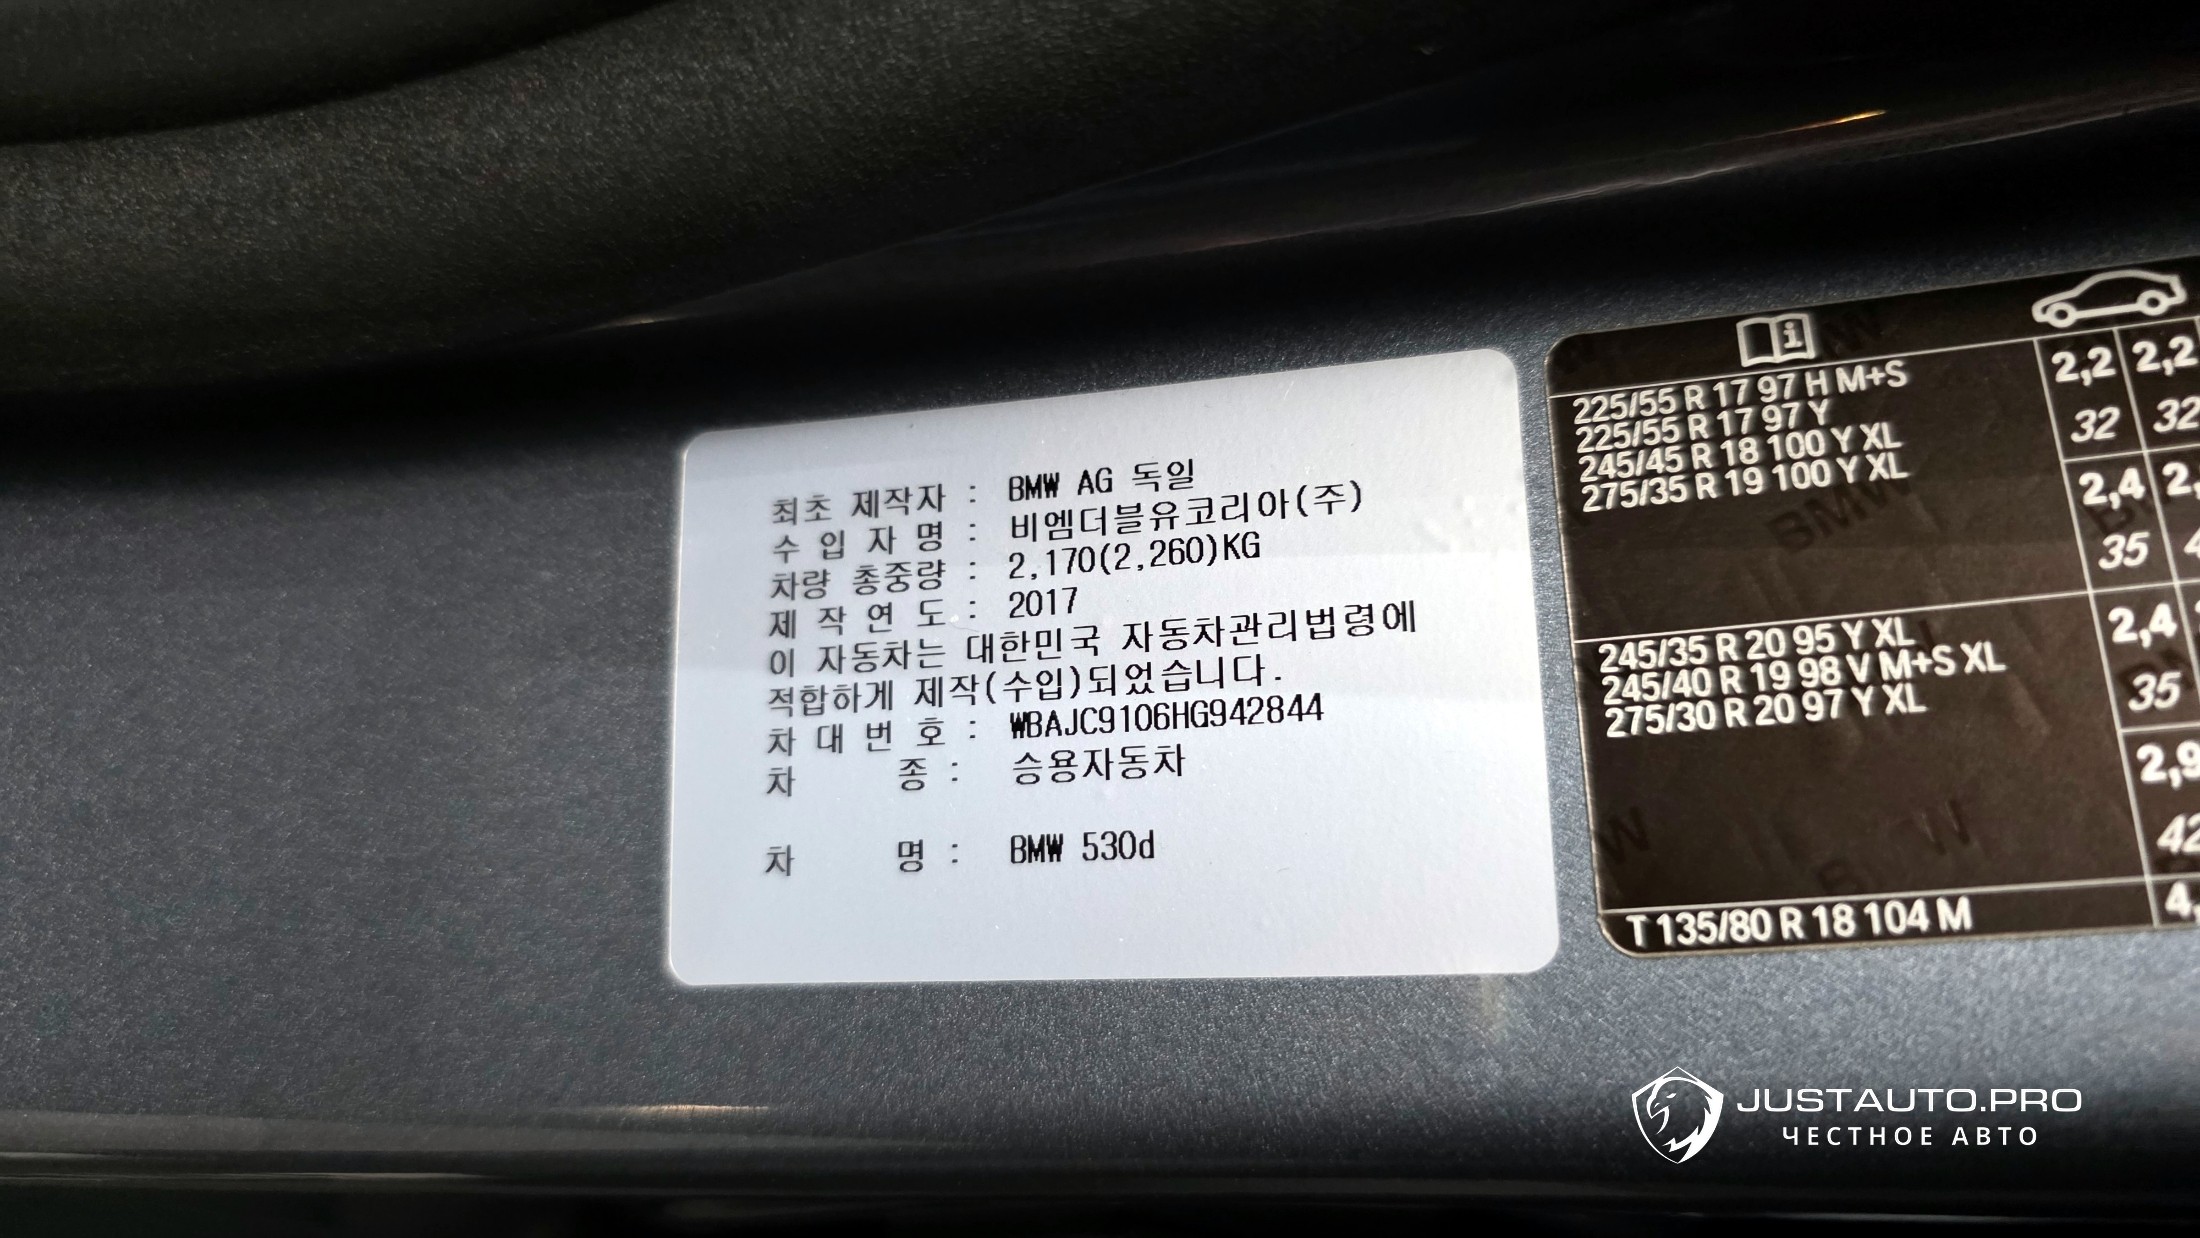 최초 제작자 : BMW AG 독일
수 입 자 명 : 비엠더블유코리아(주)
차량 총중량 : 2,170(2,260)KG
제 작 연 도 : 2017
이 자동차는 대한민국 자동차관리법령에
적합하게 제작(수입)되었습니다.
차 대 번 호 : WBAJC9106HG942844
차 종 : 승용자동차
차 명 : BMW 530d
i
225/55 R 17 97 H M+S
225/55 R 17 97 Y
245/45 R 18 100 Y XL
275/35 R 19 100 Y XL
2,2 2,2
32 32
2,4
35
245/35 R 20 95 Y XL
245/40 R 19 98 V M+S XL
275/30 R 20 97 Y XL
2,4
35
2,9
42
T 135/80 R 18 104 M
JUSTAUTO.PRO
ЧЕСТНОЕ АВТО